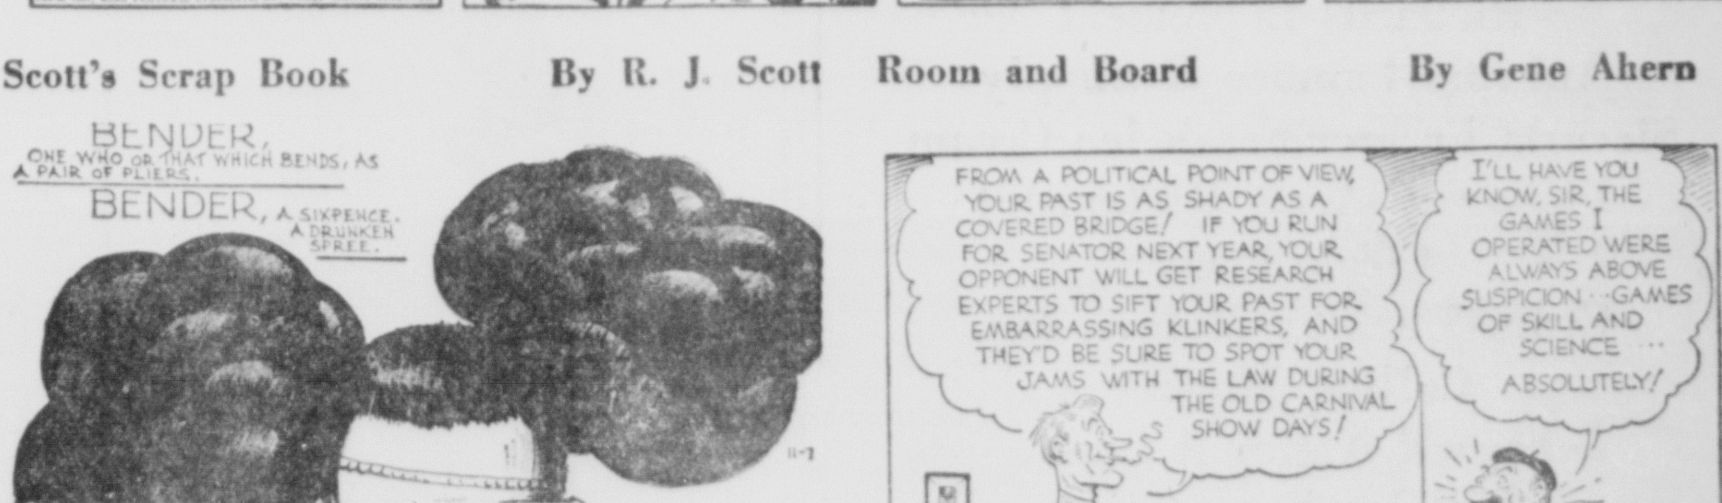 Scott's Scrap Book By R. J. Scott
BENDER,
ONE WHO OR THAT WHICH BENDS, AS
A PAIR OF PLIERS.
BENDER, A SIXPENCE.
A DRUNKEN
SPREE.
11-7
Room and Board By Gene Ahern
FROM A POLITICAL POINT OF VIEW,
YOUR PAST IS AS SHADY AS A
COVERED BRIDGE! IF YOU RUN
FOR SENATOR NEXT YEAR, YOUR
OPPONENT WILL GET RESEARCH
EXPERTS TO SIFT YOUR PAST FOR
EMBARRASSING KLINKERS, AND
THEY'D BE SURE TO SPOT YOUR
JAMS WITH THE LAW DURING
THE OLD CARNIVAL
SHOW DAYS!
I'LL HAVE YOU
KNOW, SIR, THE
GAMES I
OPERATED WERE
ALWAYS ABOVE
SUSPICION ...GAMES
OF SKILL AND
SCIENCE ....
ABSOLUTELY!